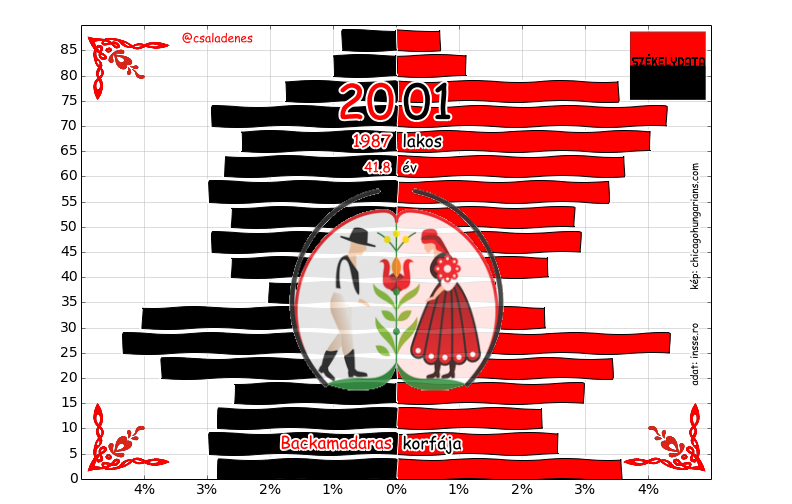 @csaladenes
SZÉKELYDATA
2001
1987 lakos
41.8 év
kép: chicagohungarians.com
adat: insse.ro
Backamadaras korfája
85
80
75
70
65
60
55
50
45
40
35
30
25
20
15
10
5
0
4% 3% 2% 1% 0% 1% 2% 3% 4%